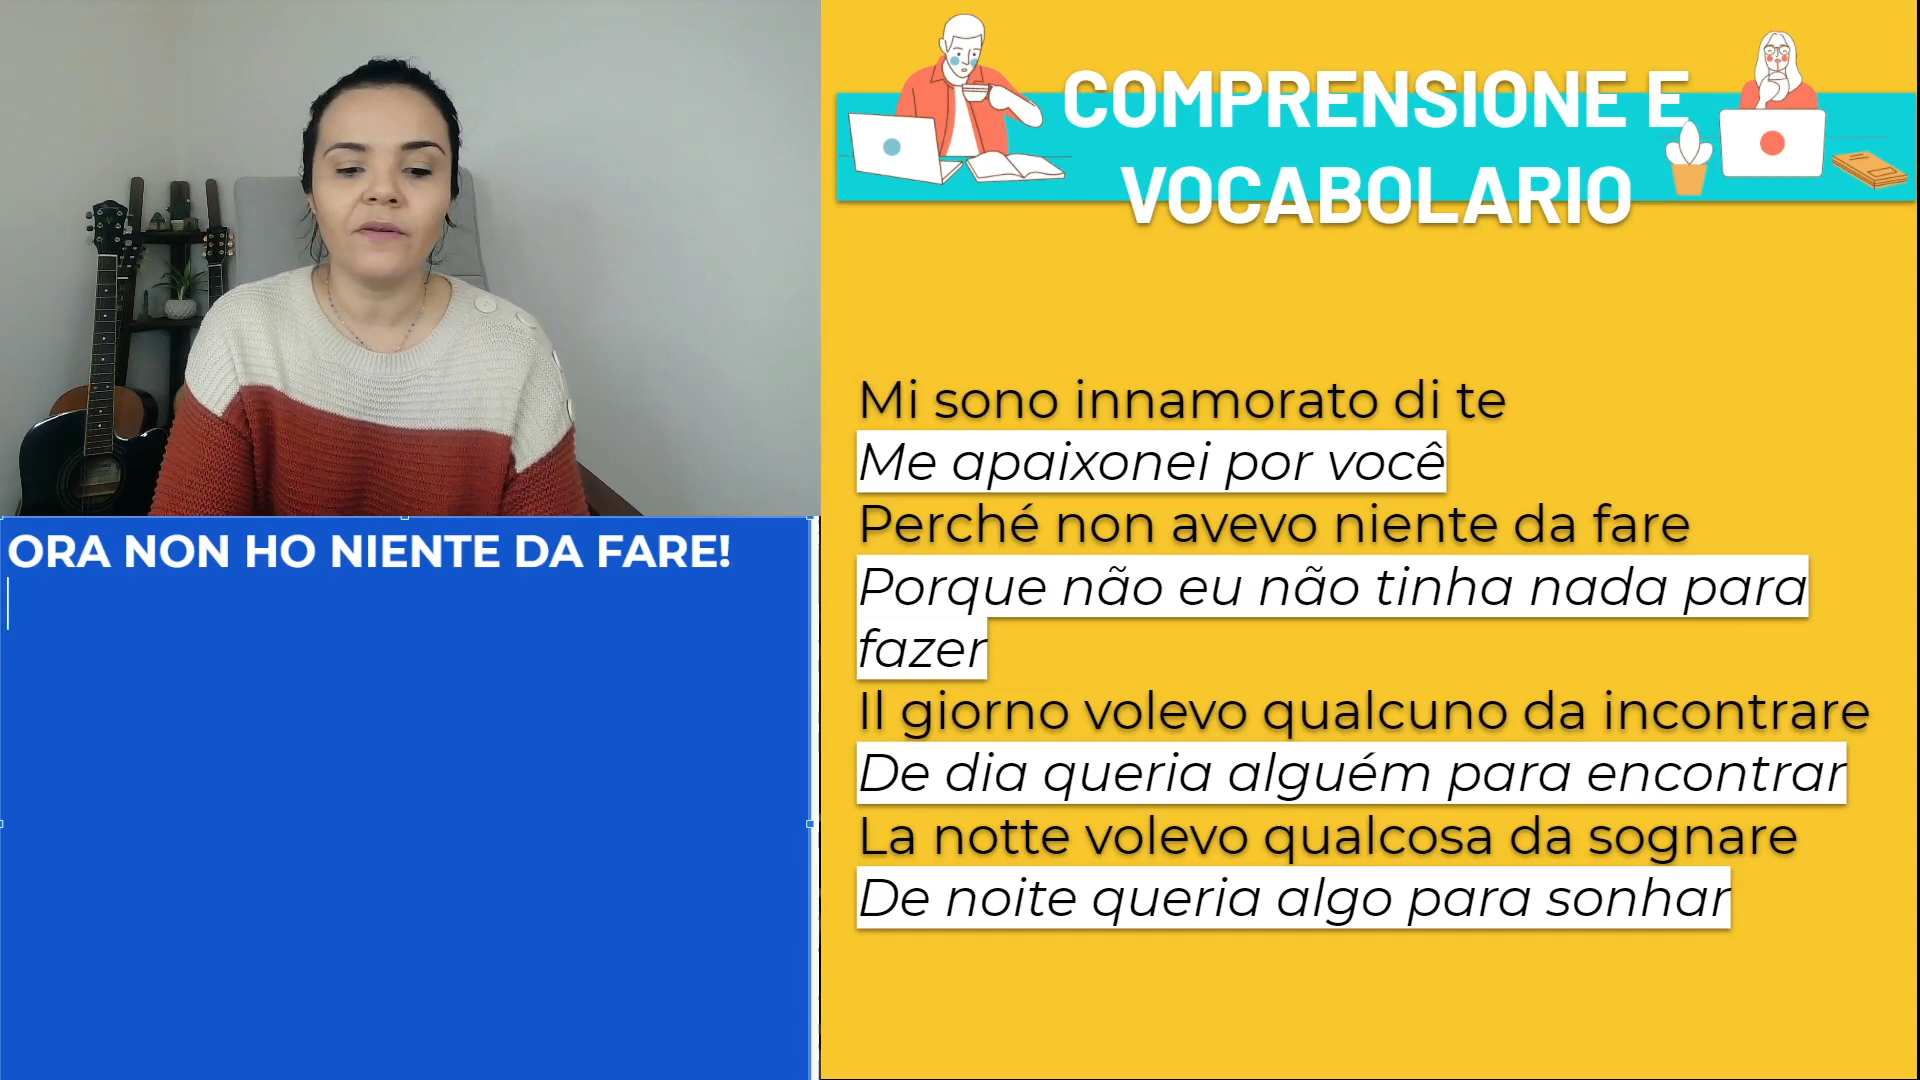 COMPRENSIONE E
VOCABOLARIO
Mi sono innamorato di te
Me apaixonei por você
Perché non avevo niente da fare
Porque não eu não tinha nada para
fazer
Il giorno volevo qualcuno da incontrare
De dia queria alguém para encontrar
La notte volevo qualcosa da sognare
De noite queria algo para sonhar
ORA NON HO NIENTE DA FARE!